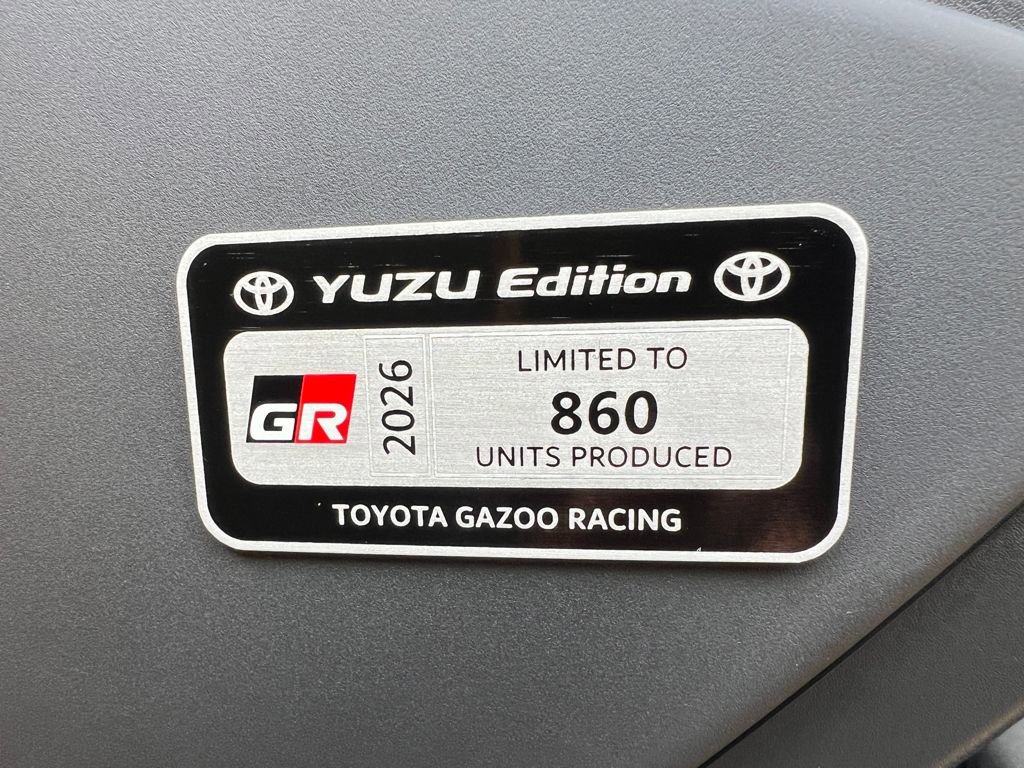 YUZU Edition
GR
2026
LIMITED TO
860
UNITS PRODUCED
TOYOTA GAZOO RACING